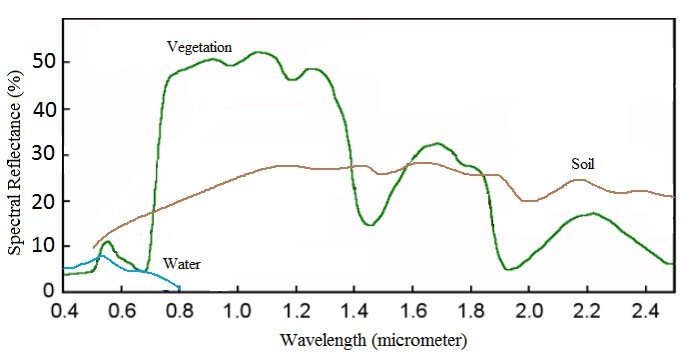 Vegetation
50
40
30
20
10
0
Soil
Water
0.4 0.6 0.8 1.0 1.2 1.4 1.6 1.8 2.0 2.2 2.4
Spectral Reflectance (%)
Wavelength (micrometer)